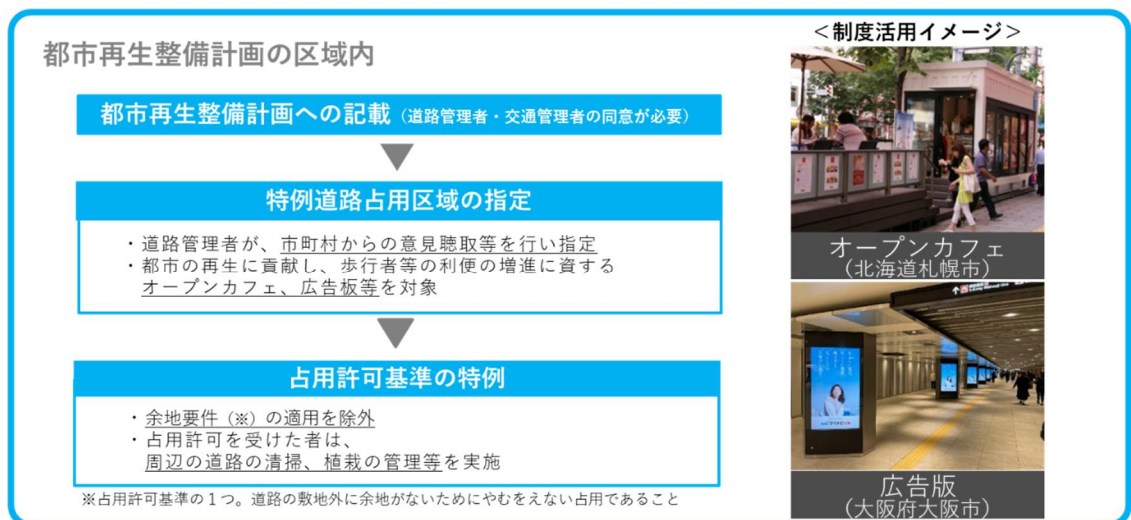 都市再生整備計画の区域内
都市再生整備計画への記載（道路管理者・交通管理者の同意が必要）
特例道路占用区域の指定
・道路管理者が、市町村からの意見聴取等を行い指定
・都市の再生に貢献し、歩行者等の利便の増進に資する
オープンカフェ、広告板等を対象
占用許可基準の特例
・余地要件（※）の適用を除外
・占用許可を受けた者は、
周辺の道路の清掃、植栽の管理等を実施
※占用許可基準の１つ。道路の敷地外に余地がないためにやむをえない占用であること
＜制度活用イメージ＞
オープンカフェ
（北海道札幌市）
広告版
（大阪府大阪市）